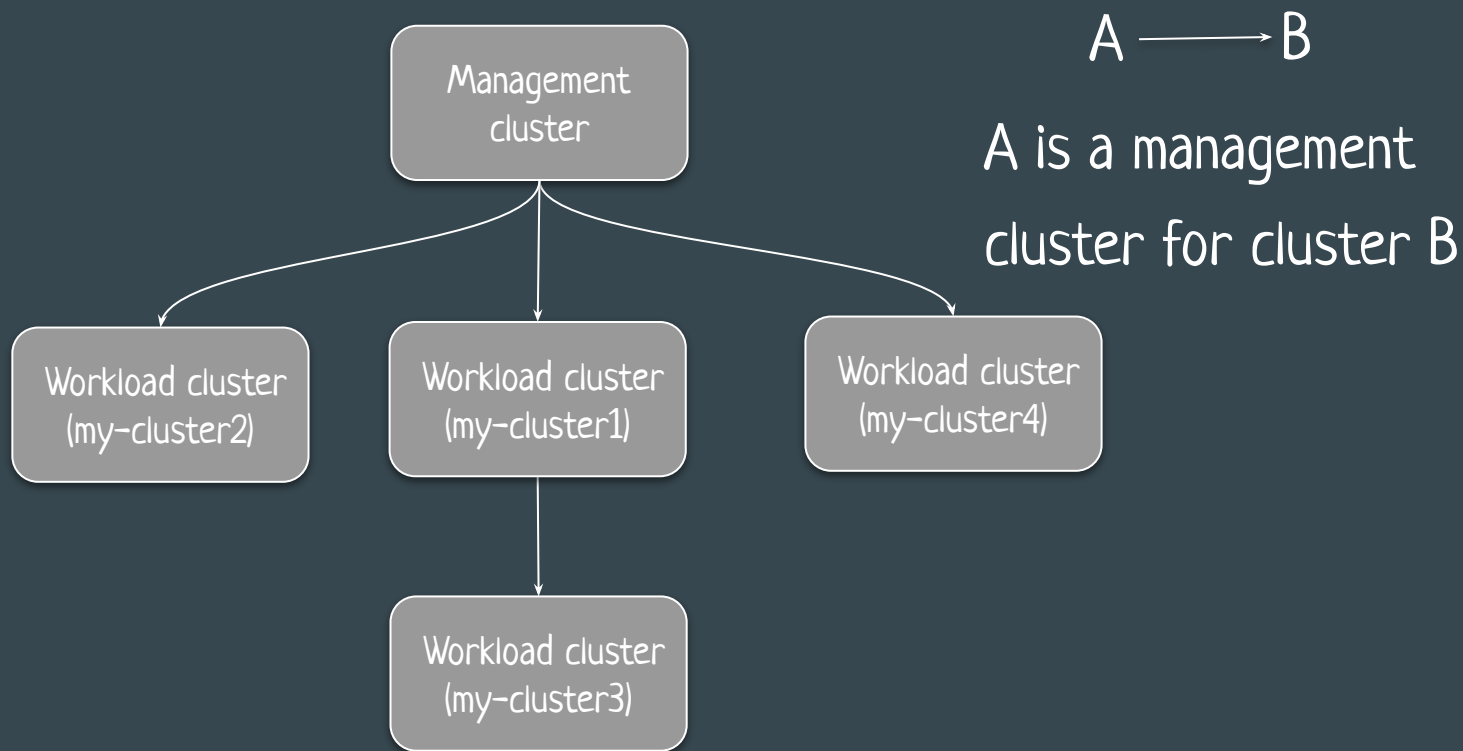 Management
cluster
A
B
A is a management
cluster for cluster B
Workload cluster
(my-cluster2)
Workload cluster
(my-cluster1)
Workload cluster
(my-cluster4)
Workload cluster
(my-cluster3)